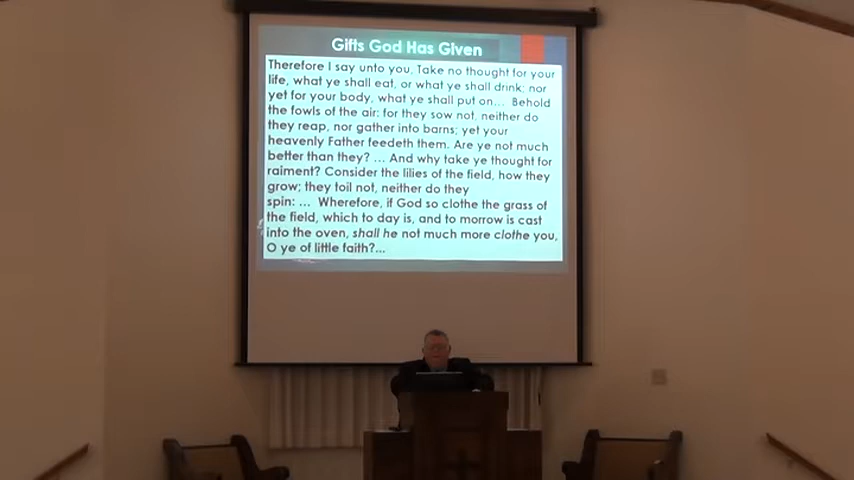 Gifts God Has Given
Therefore I say unto you, Take no thought for your
life, what ye shall eat, or what ye shall drink; nor
yet for your body, what ye shall put on... Behold
the fowls of the air: for they sow not, neither do
they reap, nor gather into barns; yet your
heavenly Father feedeth them. Are ye not much
better than they? ... And why take ye thought for
raiment? Consider the lilies of the field, how they
grow; they toil not, neither do they
spin: ... Wherefore, if God so clothe the grass of
the field, which to day is, and to morrow is cast
into the oven, shall he not much more clothe you,
O ye of little faith?...